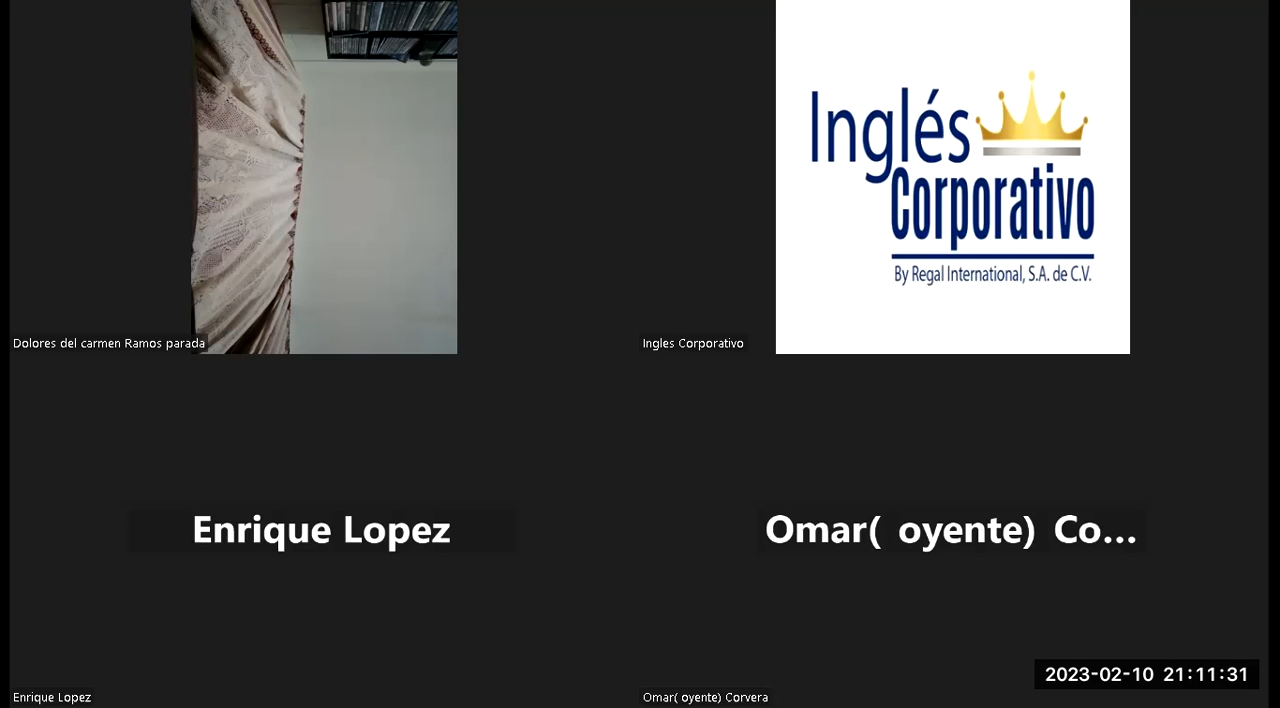 Inglés
Corporativo
By Regal International, S.A. de C.V.
Dolores del carmen Ramos parada
Ingles Corporativo
Enrique Lopez
Omar( oyente) Co...
2023-02-10 21:11:31
Enrique Lopez
Omar( oyente) Corvera